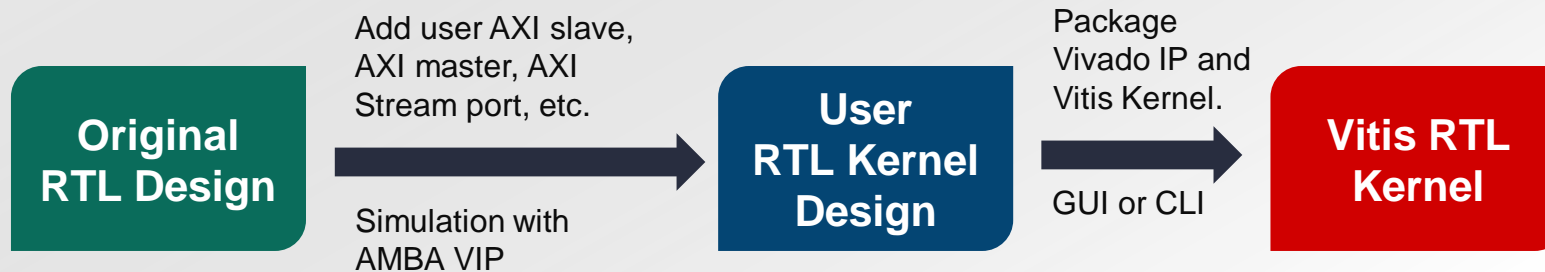 Original
RTL Design
Add user AXI slave,
AXI master, AXI
Stream port, etc.
Simulation with
AMBA VIP
User
RTL Kernel
Design
Package
Vivado IP and
Vitis Kernel.
GUI or CLI
Vitis RTL
Kernel